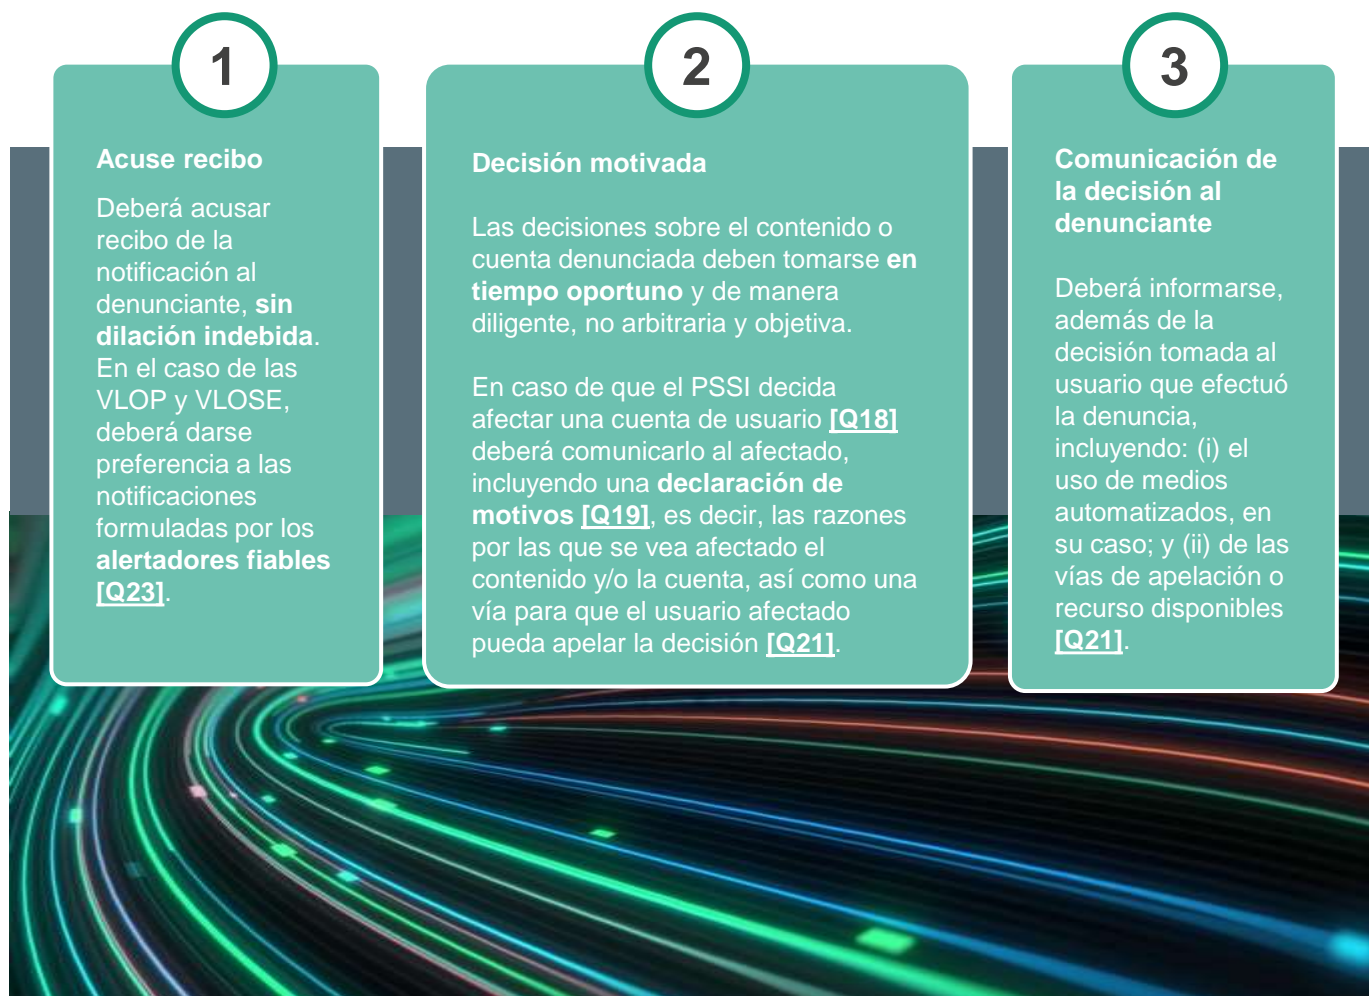 1
Acuse recibo
Deberá acusar
recibo de la
notificación al
denunciante, sin
dilación indebida.
En el caso de las
VLOP y VLOSE,
deberá darse
preferencia a las
notificaciones
formuladas por los
alertadores fiables
[Q23].
2
Decisión motivada
Las decisiones sobre el contenido o
cuenta denunciada deben tomarse en
tiempo oportuno y de manera
diligente, no arbitraria y objetiva.
En caso de que el PSSI decida
afectar una cuenta de usuario [Q18]
deberá comunicarlo al afectado,
incluyendo una declaración de
motivos [Q19], es decir, las razones
por las que se vea afectado el
contenido y/o la cuenta, así como una
vía para que el usuario afectado
pueda apelar la decisión [Q21].
3
Comunicación de
la decisión al
denunciante
Deberá informarse,
además de la
decisión tomada al
usuario que efectuó
la denuncia,
incluyendo: (i) el
uso de medios
automatizados, en
su caso; y (ii) de las
vías de apelación o
recurso disponibles
[Q21].